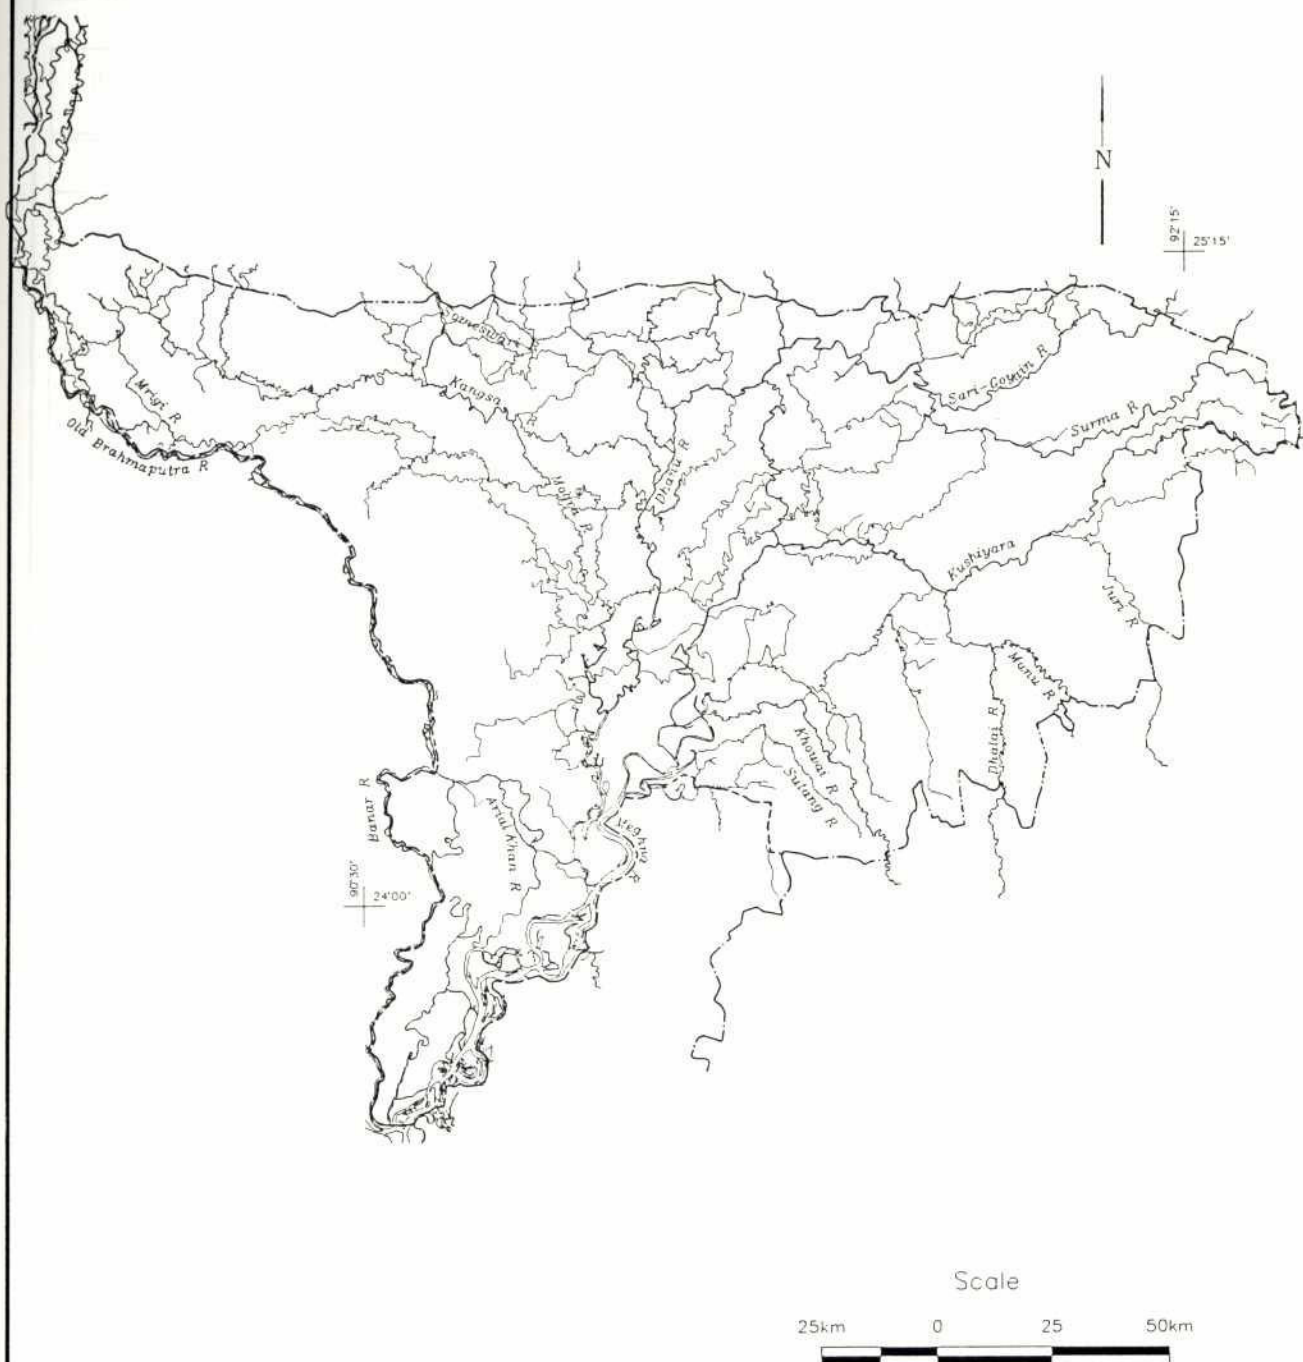 N
92°15'
25°15'
Someswari
Kangsa R
Mrigi R
Old Brahmaputra R
Sari-Goyain R
Surma R
Mogra R
Dhanu R
Kushiyara
Juri R
Manu R
Dhalai R
Khowai R
Sutang R
Banar R
Arial Khan R
Meghna R
90°30'
24°00'
Scale
25km 0 25 50km